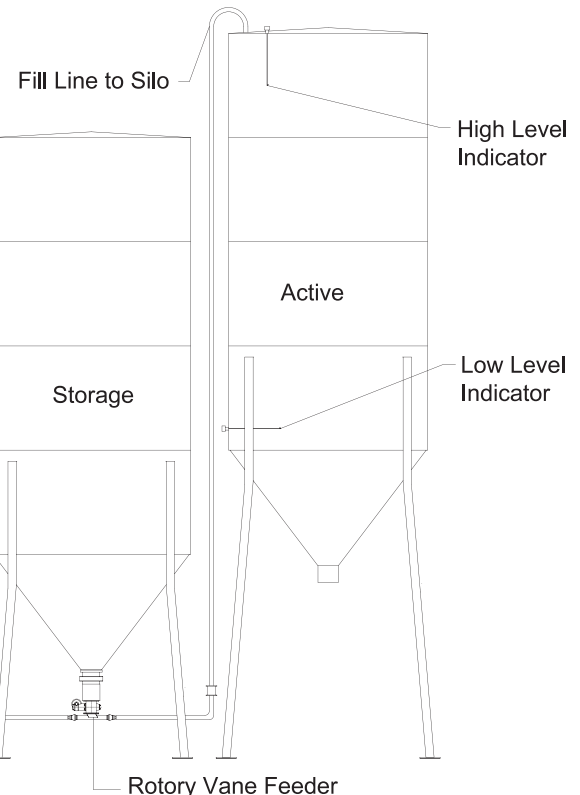 Fill Line to Silo
High Level
Indicator
Active
Low Level
Indicator
Storage
Rotory Vane Feeder